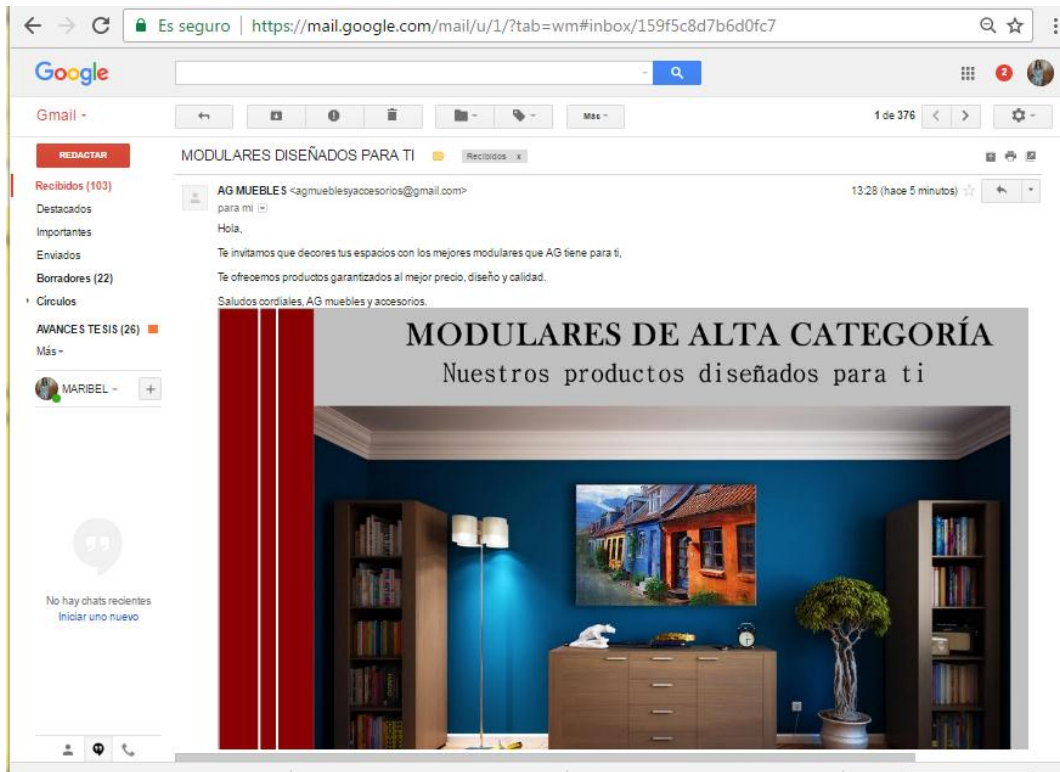 Es seguro | https://mail.google.com/mail/u/1/?tab=wm#inbox/159f5c8d7b6d0fc7
Google
2
Gmail
Más
1 de 376
REDACTAR
MODULARES DISEÑADOS PARA TI
Recibidos x
Recibidos (103)
AG MUEBLES <agmueblesyaccesorios@gmail.com>
13:28 (hace 5 minutos)
para mi
Destacados
Hola,
Importantes
Te invitamos que decores tus espacios con los mejores modulares que AG tiene para ti,
Enviados
Te ofrecemos productos garantizados al mejor precio, diseño y calidad.
Borradores (22)
Saludos cordiales, AG muebles y accesorios.
Círculos
AVANCES TESIS (26)
Más
MARIBEL
+
MODULARES DE ALTA CATEGORÍA
Nuestros productos diseñados para ti
No hay chats recientes
Iniciar uno nuevo